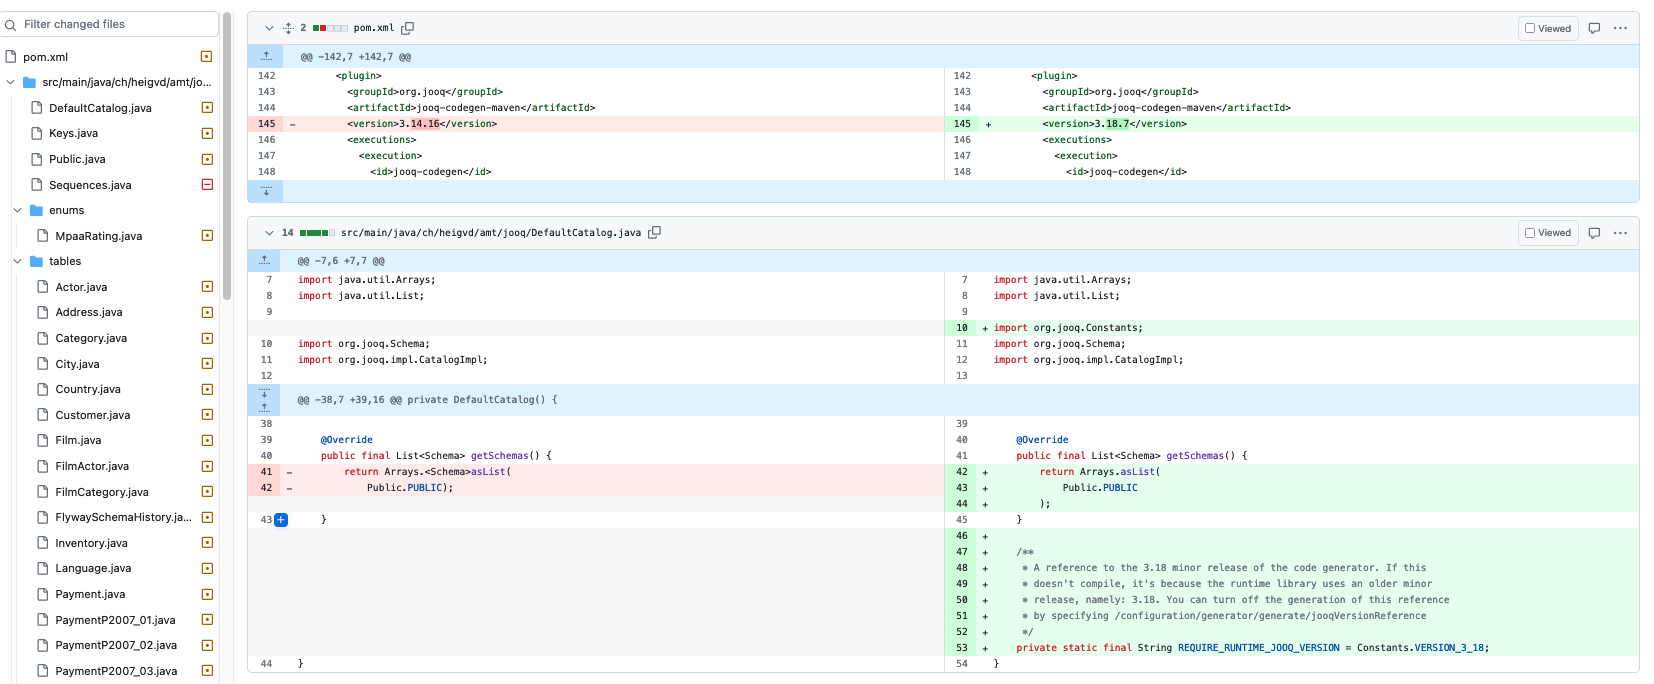 Filter changed files
pom.xml
src/main/java/ch/heigvd/amt/jo...
DefaultCatalog.java
Keys.java
Public.java
Sequences.java
enums
MpaaRating.java
tables
Actor.java
Address.java
Category.java
City.java
Country.java
Customer.java
Film.java
FilmActor.java
FilmCategory.java
FlywaySchemaHistory.ja...
Inventory.java
Language.java
Payment.java
PaymentP2007_01.java
PaymentP2007_02.java
PaymentP2007_03.java
2 pom.xml Viewed
@@ -142,7 +142,7 @@
142 <plugin> 142 <plugin>
143 <groupId>org.jooq</groupId> 143 <groupId>org.jooq</groupId>
144 <artifactId>jooq-codegen-maven</artifactId> 144 <artifactId>jooq-codegen-maven</artifactId>
145 - <version>3.14.16</version> 145 + <version>3.18.7</version>
146 <executions> 146 <executions>
147 <execution> 147 <execution>
148 <id>jooq-codegen</id> 148 <id>jooq-codegen</id>
14 src/main/java/ch/heigvd/amt/jooq/DefaultCatalog.java Viewed
@@ -7,6 +7,7 @@
7 import java.util.Arrays; 7 import java.util.Arrays;
8 import java.util.List; 8 import java.util.List;
9 9
10 + import org.jooq.Constants;
10 import org.jooq.Schema; 11 import org.jooq.Schema;
11 import org.jooq.impl.CatalogImpl; 12 import org.jooq.impl.CatalogImpl;
12 13
@@ -38,7 +39,16 @@ private DefaultCatalog() {
38 39
39 @Override 40 @Override
40 public final List<Schema> getSchemas() { 41 public final List<Schema> getSchemas() {
41 - return Arrays.<Schema>asList( 42 + return Arrays.asList(
42 - Public.PUBLIC); 43 + Public.PUBLIC
44 + );
43 + } 45 }
46 +
47 + /**
48 + * A reference to the 3.18 minor release of the code generator. If this
49 + * doesn't compile, it's because the runtime library uses an older minor
50 + * release, namely: 3.18. You can turn off the generation of this reference
51 + * by specifying /configuration/generator/generate/jooqVersionReference
52 + */
53 + private static final String REQUIRE_RUNTIME_JOOQ_VERSION = Constants.VERSION_3_18;
44 } 54 }